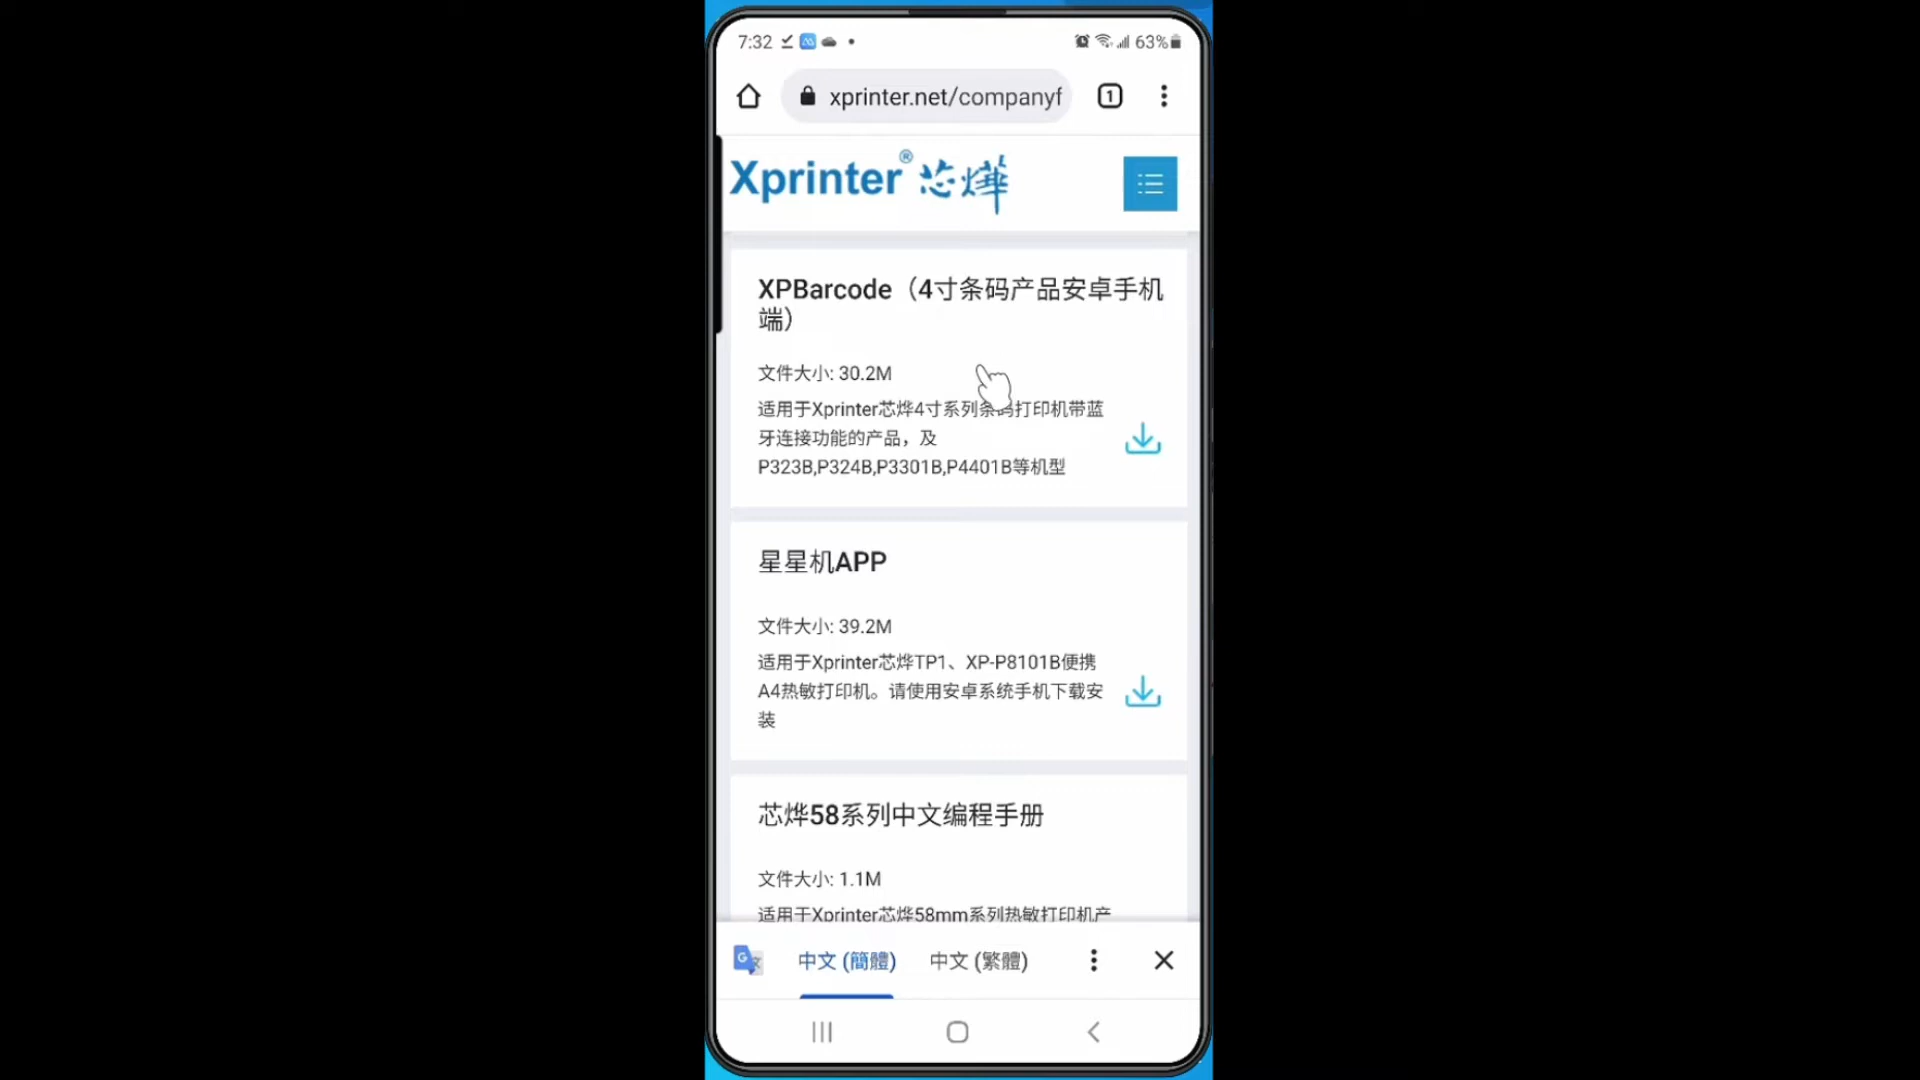 7:32
63%
xprinter.net/companyf
1
Xprinter® 芯烨
XPBarcode（4寸条码产品安卓手机
端）
文件大小: 30.2M
适用于Xprinter芯烨4寸系列条码打印机带蓝
牙连接功能的产品，及
P323B,P324B,P3301B,P4401B等机型
星星机APP
文件大小: 39.2M
适用于Xprinter芯烨TP1、XP-P8101B便携
A4热敏打印机。请使用安卓系统手机下载安
装
芯烨58系列中文编程手册
文件大小: 1.1M
适用于Xprinter芯烨58mm系列热敏打印机产
中文 (簡體) 中文 (繁體)